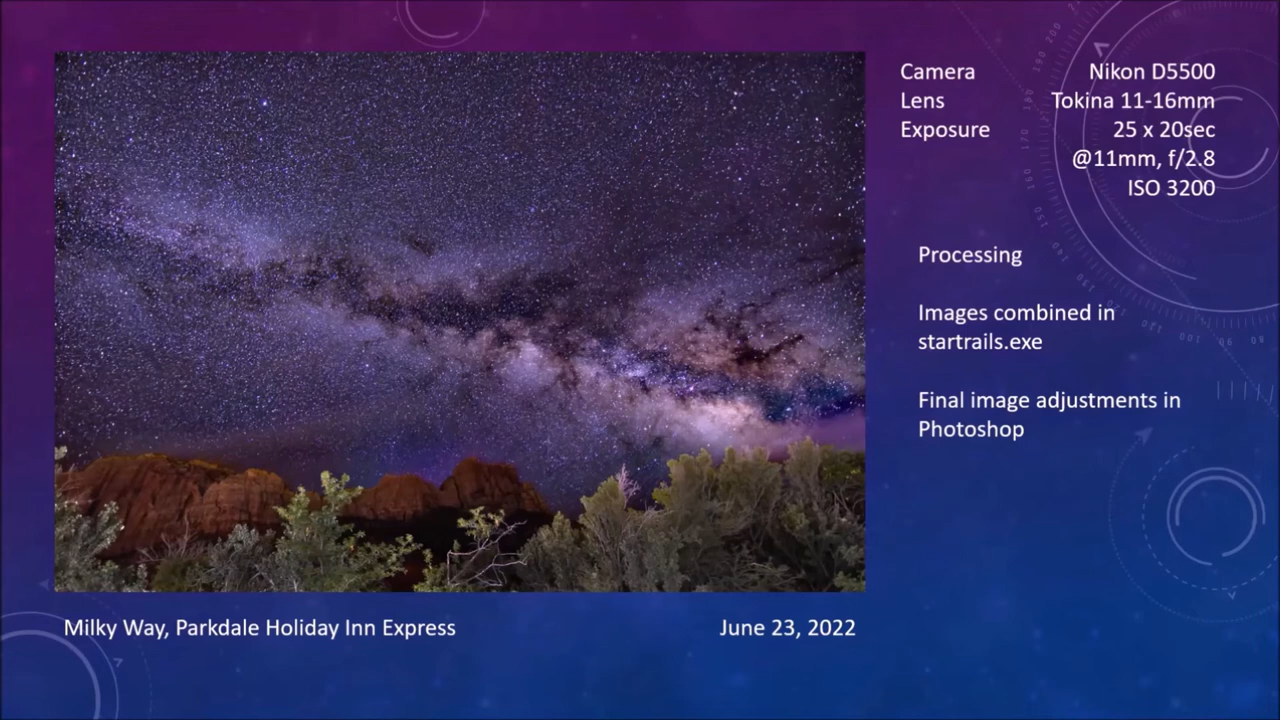 Camera Nikon D5500
Lens Tokina 11-16mm
Exposure 25 x 20sec
@11mm, f/2.8
ISO 3200
Processing
Images combined in
startrails.exe
Final image adjustments in
Photoshop
Milky Way, Parkdale Holiday Inn Express June 23, 2022